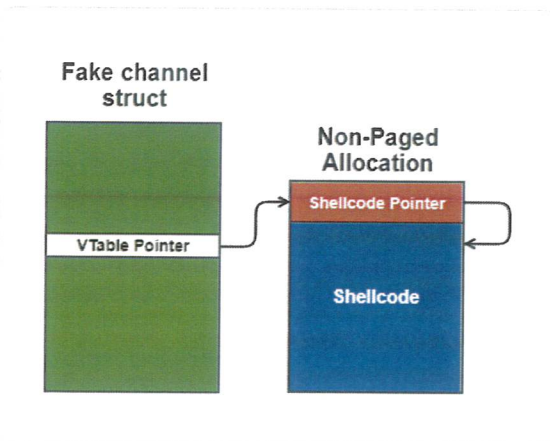 Fake channel
struct
Non-Paged
Allocation
Shellcode Pointer
VTable Pointer
Shellcode